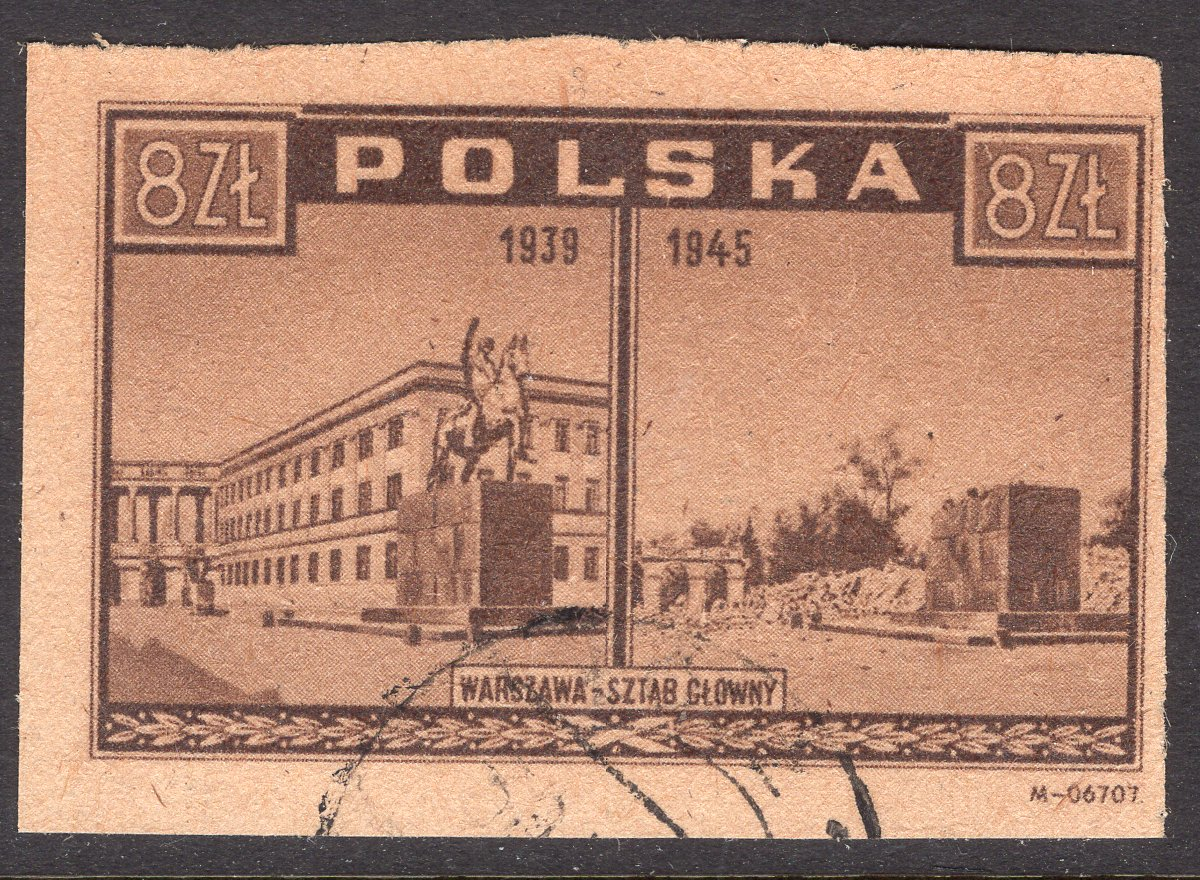 8ZŁ POLSKA 8ZŁ
1939 1945
WARSZAWA-SZTAB GŁOWNY
M-06707